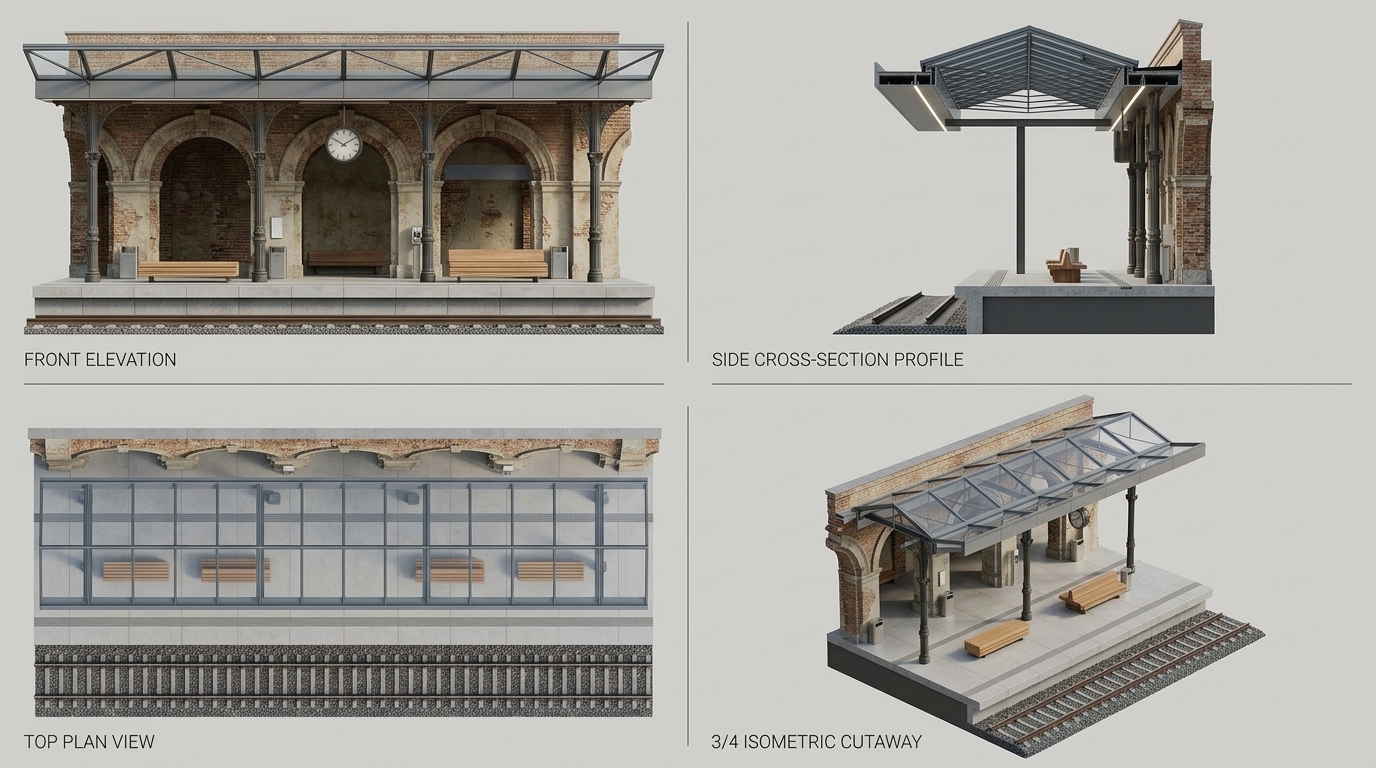 FRONT ELEVATION
SIDE CROSS-SECTION PROFILE
TOP PLAN VIEW
3/4 ISOMETRIC CUTAWAY